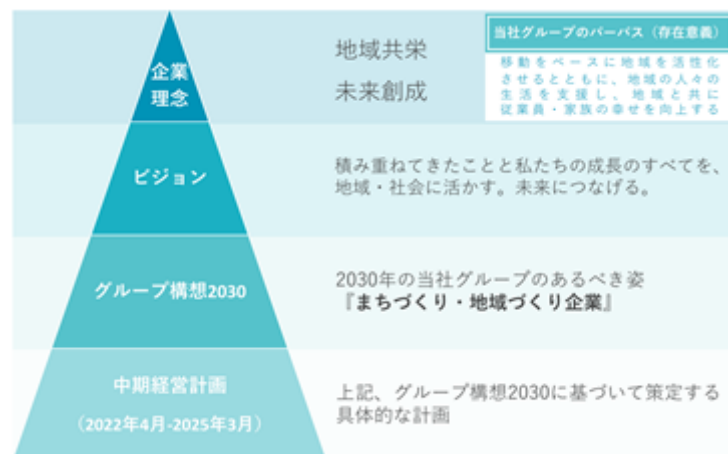 企業
理念
地域共栄
未来創成
当社グループのパーパス（存在意義）
移動をベースに地域を活性化
させるとともに、地域の人々の
生活を支援し、地域と共に
従業員・家族の幸せを向上する
ビジョン
積み重ねてきたことと私たちの成長のすべてを、
地域・社会に活かす。未来につなげる。
グループ構想2030
2030年の当社グループのあるべき姿
『まちづくり・地域づくり企業』
中期経営計画
（2022年4月-2025年3月）
上記、グループ構想2030に基づいて策定する
具体的な計画